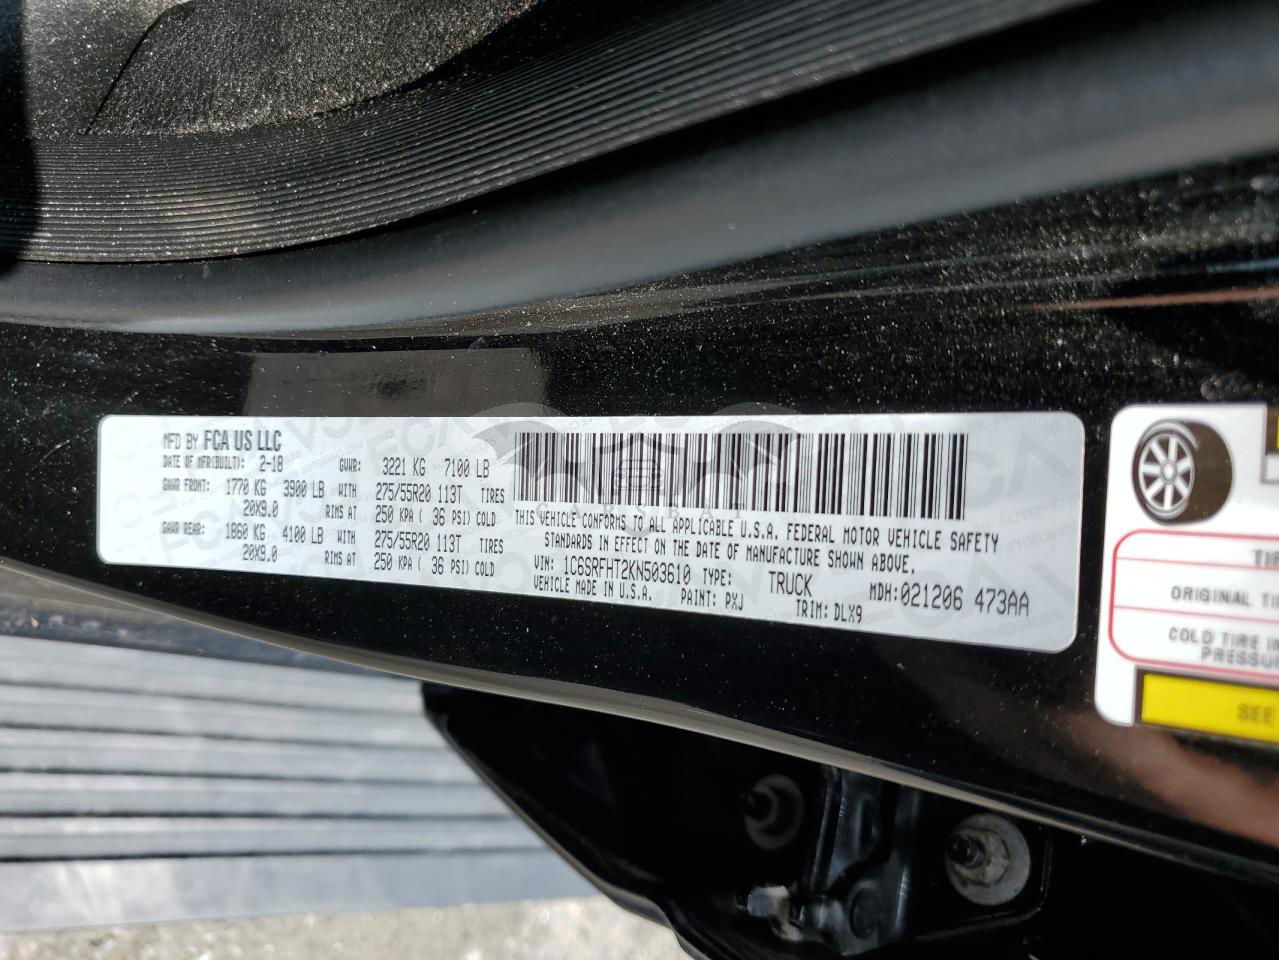 MFD BY FCA US LLC
DATE OF MFR(BUILT): 2-18 GVWR: 3221 KG 7100 LB
GAWR FRONT: 1770 KG 3900 LB WITH 275/55R20 113T TIRES
20X9.0 RIMS AT 250 KPA ( 36 PSI) COLD
GAWR REAR: 1860 KG 4100 LB WITH 275/55R20 113T TIRES
20X9.0 RIMS AT 250 KPA ( 36 PSI) COLD
THIS VEHICLE CONFORMS TO ALL APPLICABLE U.S.A. FEDERAL MOTOR VEHICLE SAFETY
STANDARDS IN EFFECT ON THE DATE OF MANUFACTURE SHOWN ABOVE.
VIN: 1C6SRFHT2KN503610 TYPE: TRUCK MDH:021206 473AA
VEHICLE MADE IN U.S.A. PAINT: PXJ TRIM: DLX9
CARSBAT
ORIGINAL
COLD TIRE
SEE